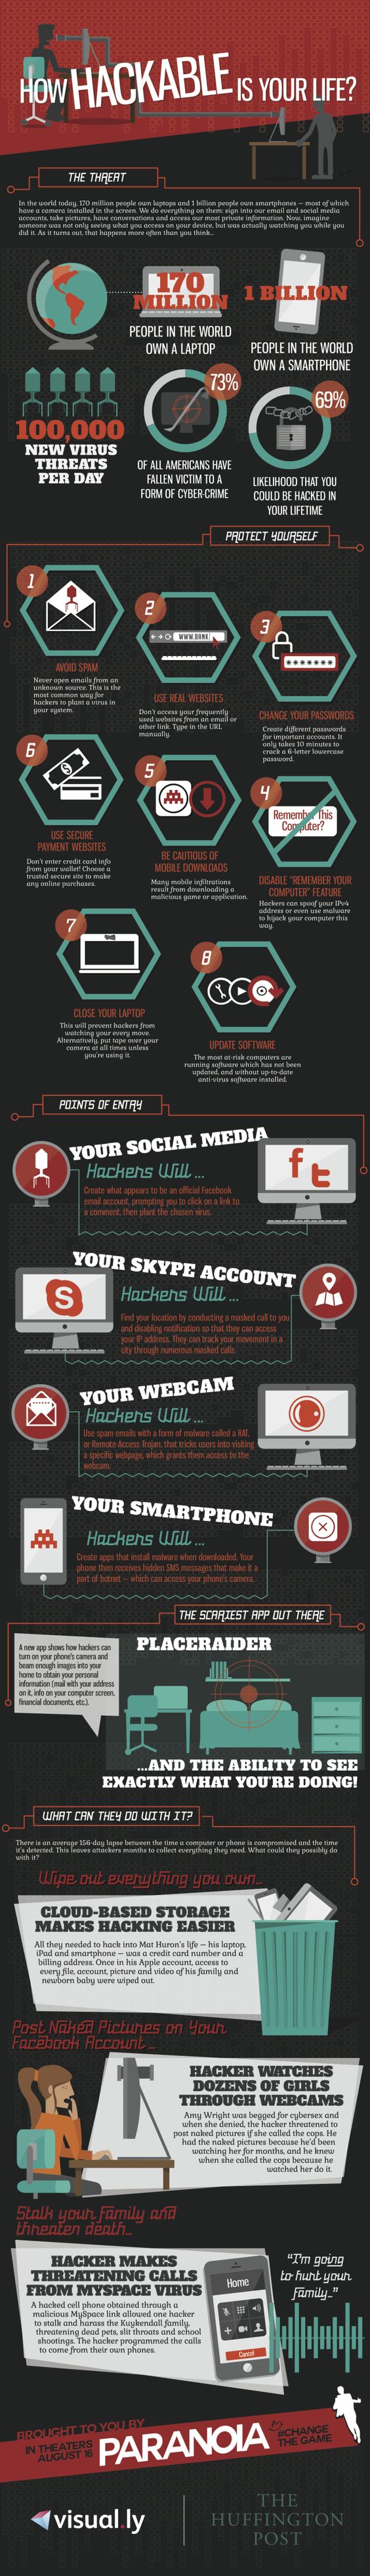 HOW HACKABLE IS YOUR LIFE?
THE THREAT
In the world today, 170 million people own laptops and 1 billion people own smartphones — most of which
have a camera installed in the screen. We do everything on them: sign into our email and social media
accounts, take pictures, have conversations and access our most private information. Now, imagine
someone was not only seeing what you access on your device, but was actually watching you while you
did it. As it turns out, that happens more often than you think...
170
MILLION
PEOPLE IN THE WORLD
OWN A LAPTOP
1 BILLION
PEOPLE IN THE WORLD
OWN A SMARTPHONE
100,000
NEW VIRUS
THREATS
PER DAY
73%
OF ALL AMERICANS HAVE
FALLEN VICTIM TO A
FORM OF CYBER-CRIME
69%
LIKELIHOOD THAT YOU
COULD BE HACKED IN
YOUR LIFETIME
PROTECT YOURSELF
1
AVOID SPAM
Never open emails from an
unknown source. This is the
most common way for
hackers to plant a virus in
your system.
2
WWW.BANK
USE REAL WEBSITES
Don't access your frequently
used websites from an email or
other link. Type in the URL
manually.
3
CHANGE YOUR PASSWORDS
Create different passwords
for important accounts. It
only takes 10 minutes to
crack a 6-letter lowercase
password.
6
USE SECURE
PAYMENT WEBSITES
Don't enter credit card info
from your wallet! Choose a
trusted secure site to make
any online purchases.
5
BE CAUTIOUS OF
MOBILE DOWNLOADS
Many mobile infiltrations
result from downloading a
malicious game or application.
4
Remember This
Computer?
DISABLE "REMEMBER YOUR
COMPUTER" FEATURE
Hackers can spoof your IPv4
address or even use malware
to hijack your computer this
way.
7
CLOSE YOUR LAPTOP
This will prevent hackers from
watching your every move.
Alternatively, put tape over your
camera at all times unless
you're using it.
8
UPDATE SOFTWARE
The most at-risk computers are
running software which has not been
updated, and without up-to-date
anti-virus software installed.
POINTS OF ENTRY
YOUR SOCIAL MEDIA
Hackers Will ...
Create what appears to be an official Facebook
email account, prompting you to click on a link to
a comment, then plant the chosen virus.
f t
YOUR SKYPE ACCOUNT
Hackers Will ...
S
Find your location by conducting a masked call to you
and disabling notification so that they can access
your IP address. They can track your movement in a
city through numerous masked calls.
YOUR WEBCAM
Hackers Will ...
Use spam emails with a form of malware called a RAT,
or Remote Access Trojan, that tricks users into visiting
a specific webpage, which grants them access to the
webcam.
YOUR SMARTPHONE
Hackers Will ...
Create apps that install malware when downloaded. Your
phone then receives hidden SMS messages that make it a
part of botnet — which can access your phone's camera.
THE SCARIEST APP OUT THERE
A new app shows how hackers can
turn on your phone's camera and
beam enough images into your
home to obtain your personal
information (mail with your address
on it, info on your computer screen,
financial documents, etc.).
PLACERAIDER
...AND THE ABILITY TO SEE
EXACTLY WHAT YOU'RE DOING!
WHAT CAN THEY DO WITH IT?
There is an average 156-day lapse between the time a computer or phone is compromised and the time
it's detected. This leaves attackers months to collect everything they need. What could they possibly do
with it?
Wipe out everything you own...
CLOUD-BASED STORAGE
MAKES HACKING EASIER
All they needed to hack into Mat Huron's life — his laptop,
iPad and smartphone — was a credit card number and a
billing address. Once in his Apple account, access to
every file, account, picture and video of his family and
newborn baby were wiped out.
Post Naked Pictures on Your
Facebook Account...
HACKER WATCHES
DOZENS OF GIRLS
THROUGH WEBCAMS
Amy Wright was begged for cybersex and
when she denied, the hacker threatened to
post naked pictures if she called the cops. He
had the naked pictures because he'd been
watching her for months, and he knew
when she called the cops because he
watched her do it.
Stalk your family and
threaten death...
HACKER MAKES
THREATENING CALLS
FROM MYSPACE VIRUS
A hacked cell phone obtained through a
malicious MySpace link allowed one hacker
to stalk and harass the Kuykendall family,
threatening dead pets, slit throats and school
shootings. The hacker programmed the calls
to come from their own phones.
Home
Cancel
"I'm going
to hurt your
family..."
BROUGHT TO YOU BY
IN THEATERS
AUGUST 16
PARANOIA
#CHANGE
THE GAME
visual.ly
THE
HUFFINGTON
POST